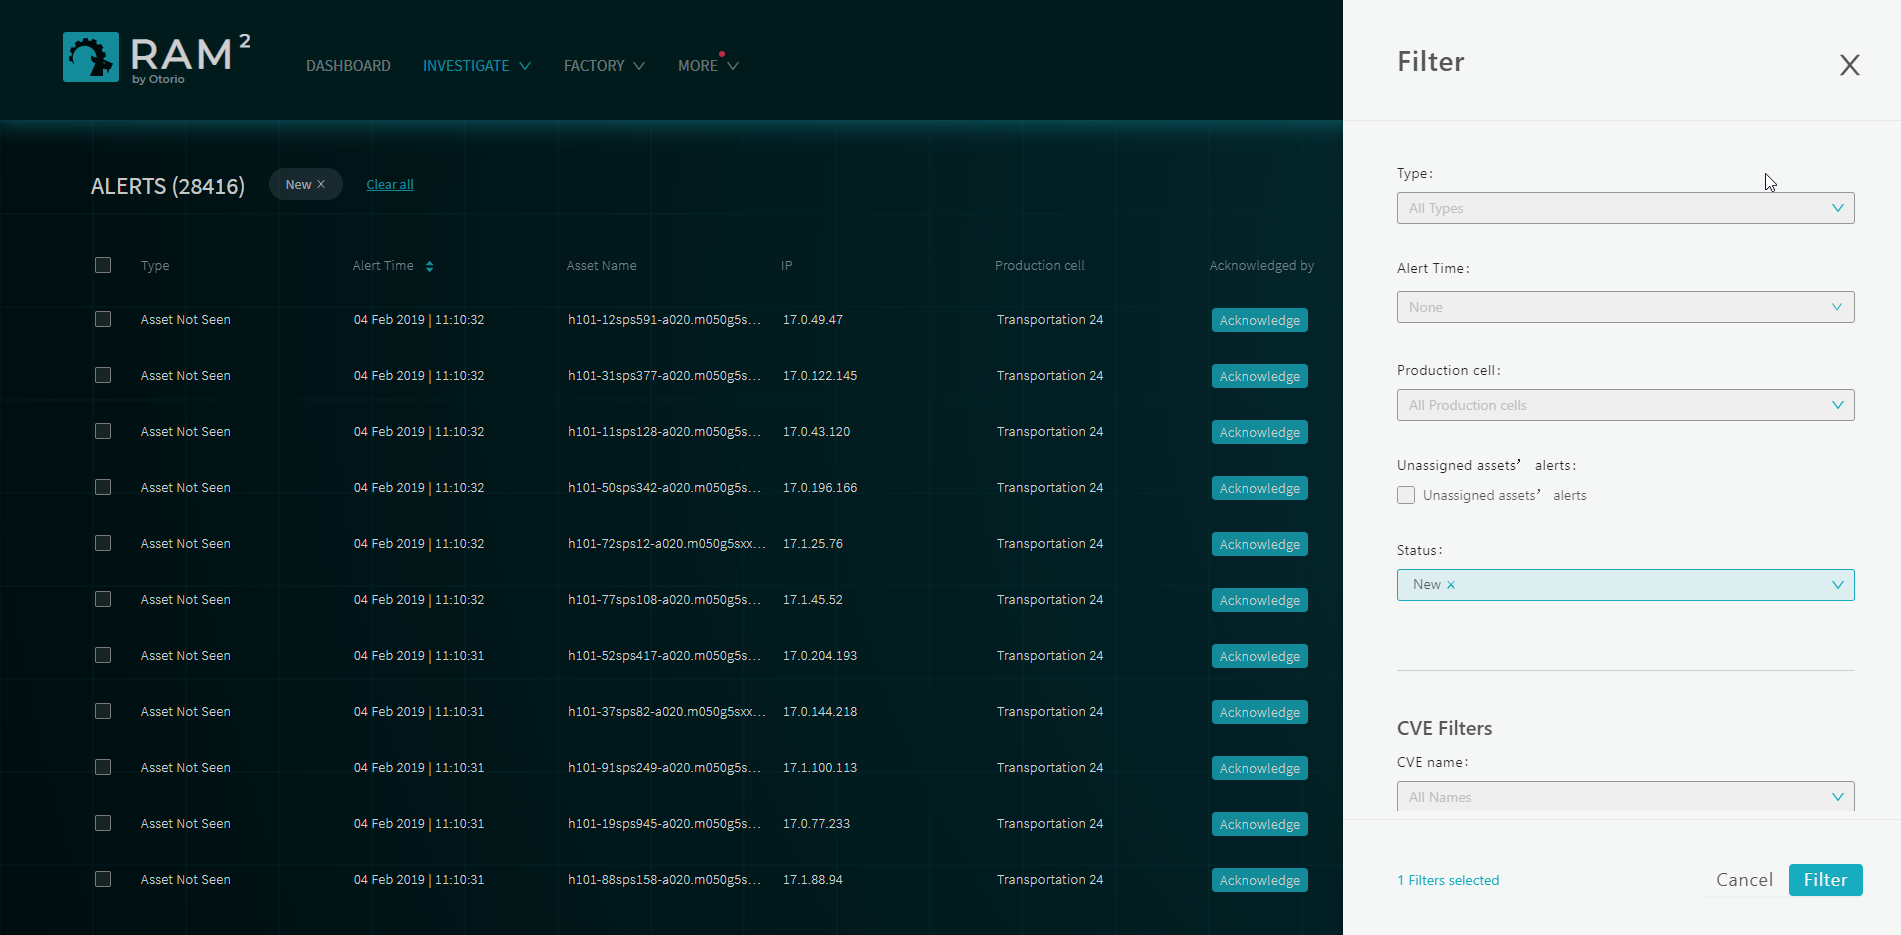 RAM 2
by Otorio
DASHBOARD
INVESTIGATE
FACTORY
MORE
ALERTS (28416)
New X
Clear all
Type Alert Time Asset Name IP Production cell Acknowledged by
Asset Not Seen 04 Feb 2019 | 11:10:32 h101-12sps591-a020.m050g5s... 17.0.49.47 Transportation 24 Acknowledge
Asset Not Seen 04 Feb 2019 | 11:10:32 h101-31sps377-a020.m050g5s... 17.0.122.145 Transportation 24 Acknowledge
Asset Not Seen 04 Feb 2019 | 11:10:32 h101-11sps128-a020.m050g5s... 17.0.43.120 Transportation 24 Acknowledge
Asset Not Seen 04 Feb 2019 | 11:10:32 h101-50sps342-a020.m050g5s... 17.0.196.166 Transportation 24 Acknowledge
Asset Not Seen 04 Feb 2019 | 11:10:32 h101-72sps12-a020.m050g5sxx... 17.1.25.76 Transportation 24 Acknowledge
Asset Not Seen 04 Feb 2019 | 11:10:32 h101-77sps108-a020.m050g5s... 17.1.45.52 Transportation 24 Acknowledge
Asset Not Seen 04 Feb 2019 | 11:10:31 h101-52sps417-a020.m050g5s... 17.0.204.193 Transportation 24 Acknowledge
Asset Not Seen 04 Feb 2019 | 11:10:31 h101-37sps82-a020.m050g5sxx... 17.0.144.218 Transportation 24 Acknowledge
Asset Not Seen 04 Feb 2019 | 11:10:31 h101-91sps249-a020.m050g5s... 17.1.100.113 Transportation 24 Acknowledge
Asset Not Seen 04 Feb 2019 | 11:10:31 h101-19sps945-a020.m050g5s... 17.0.77.233 Transportation 24 Acknowledge
Asset Not Seen 04 Feb 2019 | 11:10:31 h101-88sps158-a020.m050g5s... 17.1.88.94 Transportation 24 Acknowledge
Filter
Type:
All Types
Alert Time:
None
Production cell:
All Production cells
Unassigned assets’ alerts:
Unassigned assets’ alerts
Status:
New x
CVE Filters
CVE name:
All Names
1 Filters selected
Cancel
Filter